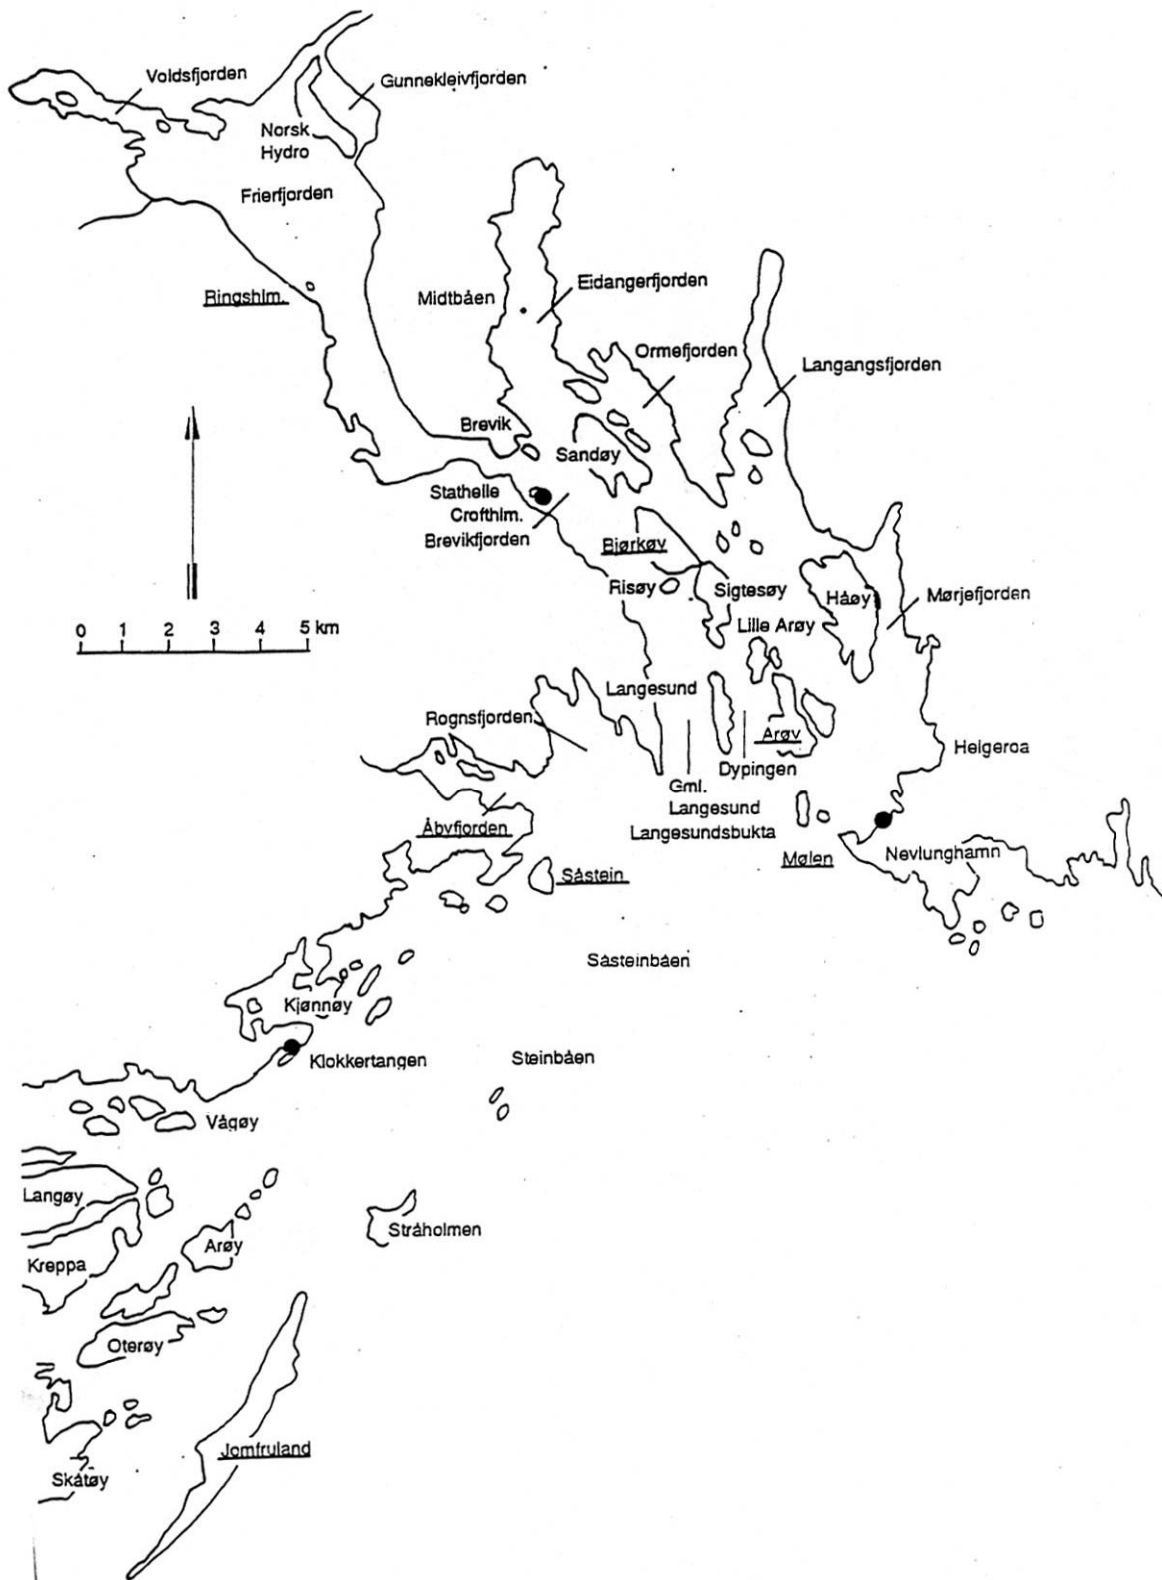 Voldsfjorden
Gunnekleivfjorden
Norsk
Hydro
Frierfjorden
Ringshlm.
Midtbåen
Eidangerfjorden
Ormefjorden
Langangsfjorden
Brevik
Sandøy
Stathelle
Crofthlm.
Brevikfjorden
Bjørkøy
Risøy
Sigtesøy
Håøy
Mørjefjorden
Lille Arøy
0 1 2 3 4 5 km
Langesund
Rognsfjorden
Arøy
Helgeroa
Dypingen
Gml.
Langesund
Langesundsbukta
Åbyfjorden
Mølen
Nevlunghamn
Såstein
Såsteinbåen
Kjønnøy
Klokkertangen
Steinbåen
Vågøy
Langøy
Stråholmen
Arøy
Kreppa
Oterøy
Jomfruland
Skåtøy